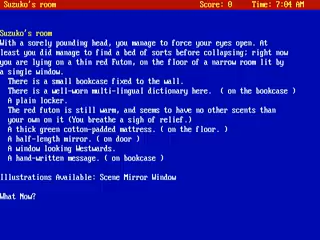 Suzuko's room Score: 0 Time: 7:04 AM
Suzuko's room
With a sorely pounding head, you manage to force your eyes open. At
least you did manage to find a bed of sorts before collapsing; right now
you are lying on a thin red Futon, on the floor of a narrow room lit by
a single window.
There is a small bookcase fixed to the wall.
There is a well-worn multi-lingual dictionary here. ( on the bookcase )
A plain locker.
The red futon is still warm, and seems to have no other scents than
your own on it (You breathe a sigh of relief.)
A thick green cotton-padded mattress. ( on the floor. )
A half-length mirror. ( on door )
A window looking Westwards.
A hand-written message. ( on bookcase )
Illustrations Available: Scene Mirror Window
What Now?